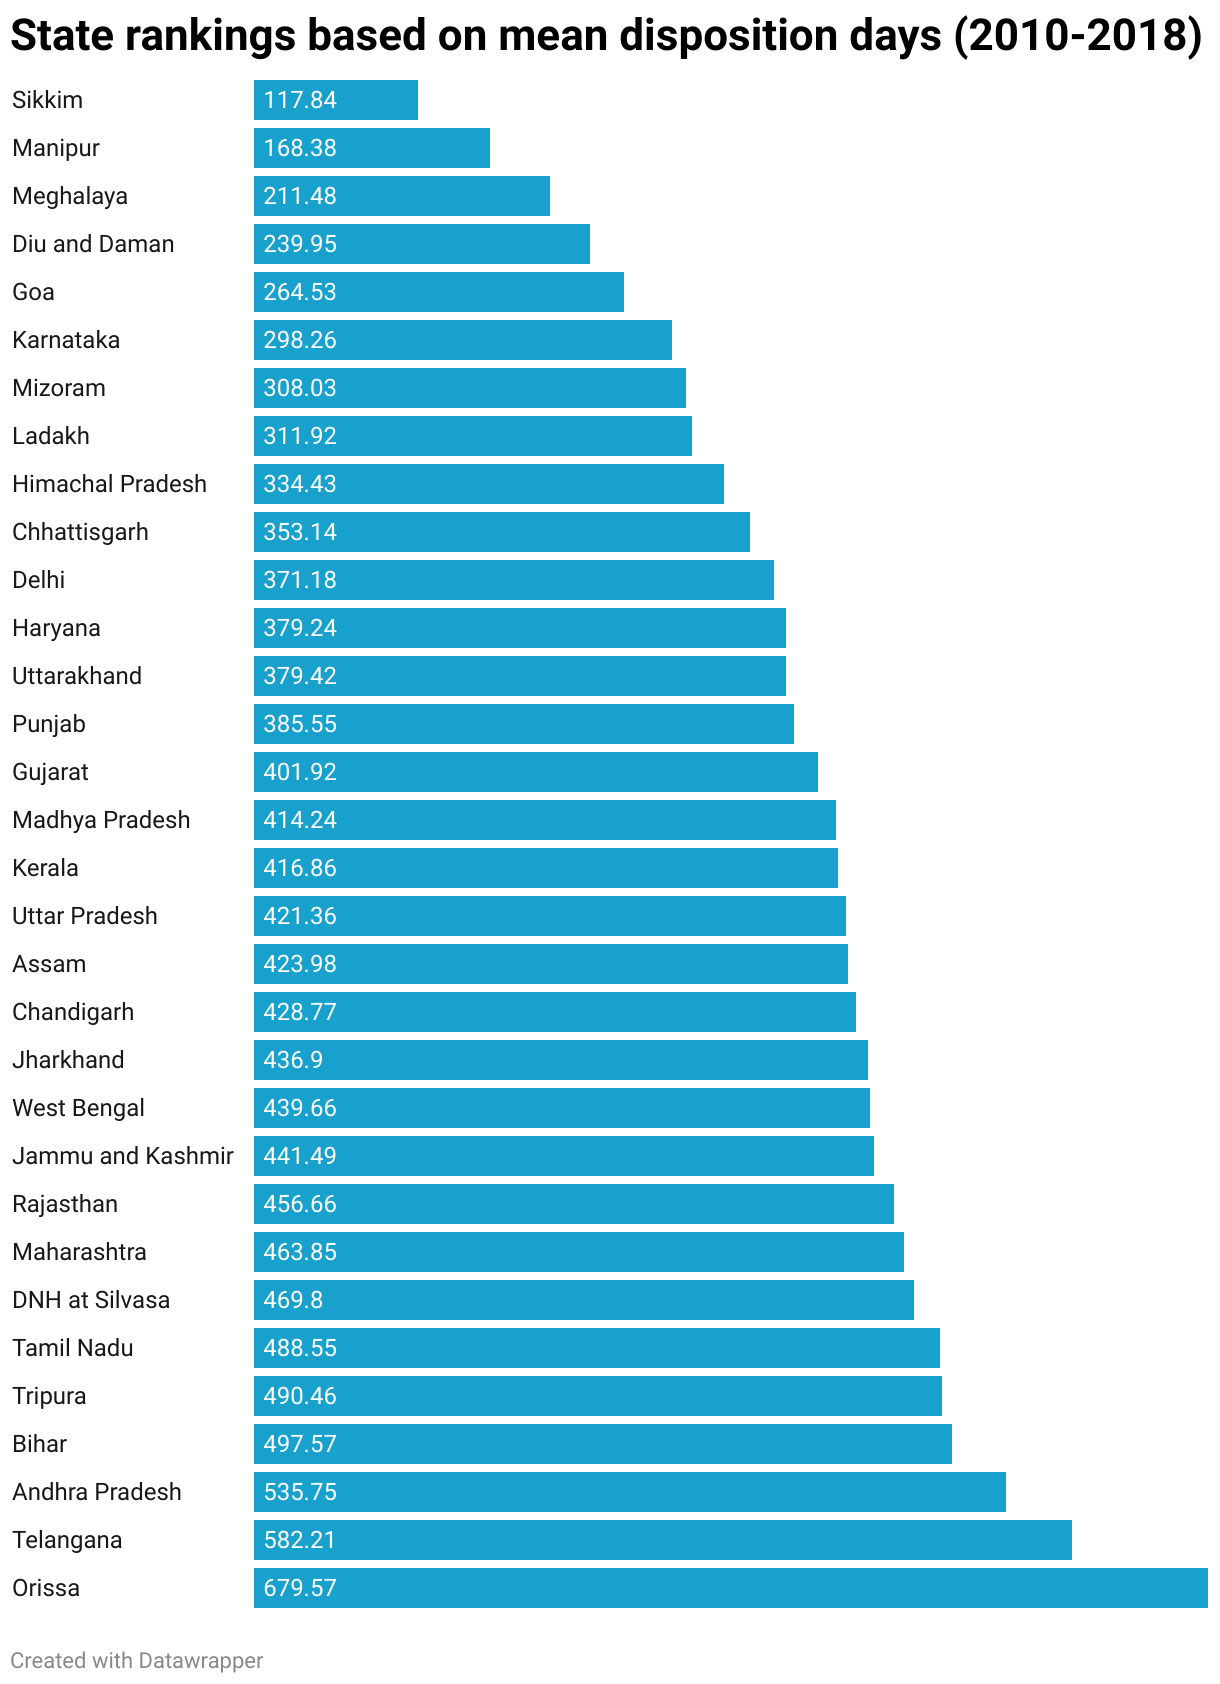 State rankings based on mean disposition days (2010-2018)
Sikkim 117.84
Manipur 168.38
Meghalaya 211.48
Diu and Daman 239.95
Goa 264.53
Karnataka 298.26
Mizoram 308.03
Ladakh 311.92
Himachal Pradesh 334.43
Chhattisgarh 353.14
Delhi 371.18
Haryana 379.24
Uttarakhand 379.42
Punjab 385.55
Gujarat 401.92
Madhya Pradesh 414.24
Kerala 416.86
Uttar Pradesh 421.36
Assam 423.98
Chandigarh 428.77
Jharkhand 436.9
West Bengal 439.66
Jammu and Kashmir 441.49
Rajasthan 456.66
Maharashtra 463.85
DNH at Silvasa 469.8
Tamil Nadu 488.55
Tripura 490.46
Bihar 497.57
Andhra Pradesh 535.75
Telangana 582.21
Orissa 679.57
Created with Datawrapper